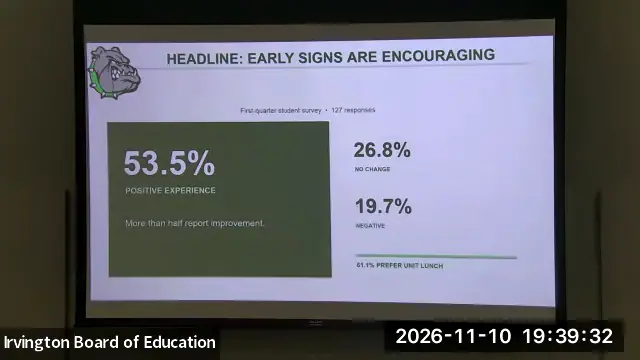 HEADLINE: EARLY SIGNS ARE ENCOURAGING
First-quarter student survey • 127 responses
53.5%
POSITIVE EXPERIENCE
More than half report improvement.
26.8%
NO CHANGE
19.7%
NEGATIVE
61.1% PREFER UNIT LUNCH
Irvington Board of Education
2026-11-10 19:39:32